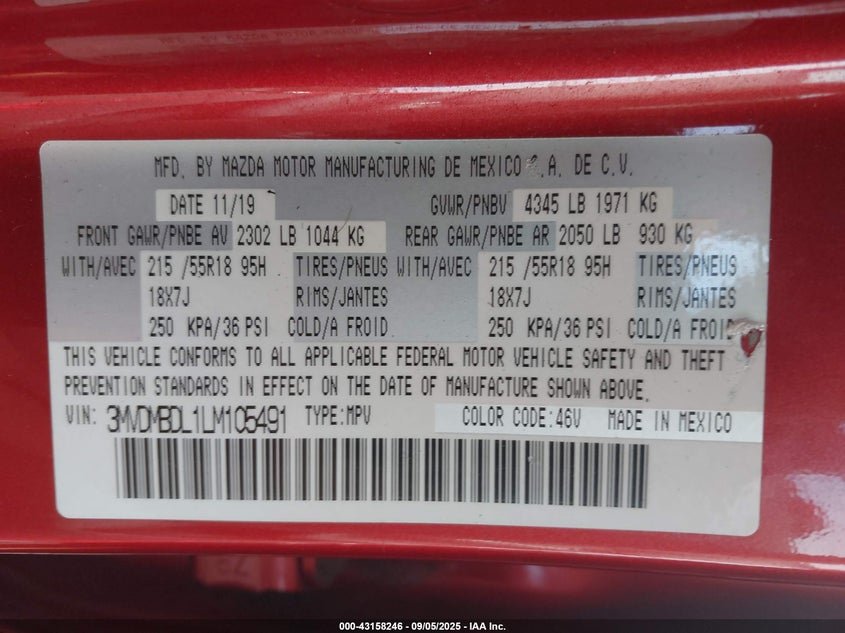 MFD. BY MAZDA MOTOR MANUFACTURING DE MEXICO S.A. DE C.V.
DATE 11/19 GVWR/PNBV 4345 LB 1971 KG
FRONT GAWR/PNBE AV 2302 LB 1044 KG REAR GAWR/PNBE AR 2050 LB 930 KG
WITH/AVEC 215 /55R18 95H TIRES/PNEUS WITH/AVEC 215 /55R18 95H TIRES/PNEUS
18X7J RIMS/JANTES 18X7J RIMS/JANTES
250 KPA/36 PSI COLD/A FROID 250 KPA/36 PSI COLD/A FROID
THIS VEHICLE CONFORMS TO ALL APPLICABLE FEDERAL MOTOR VEHICLE SAFETY AND THEFT
PREVENTION STANDARDS IN EFFECT ON THE DATE OF MANUFACTURE SHOWN ABOVE.
VIN: 3MVDMBDL1LM105491 TYPE:MPV COLOR CODE:46V MADE IN MEXICO
000-43158246 - 09/05/2025 - IAA Inc.